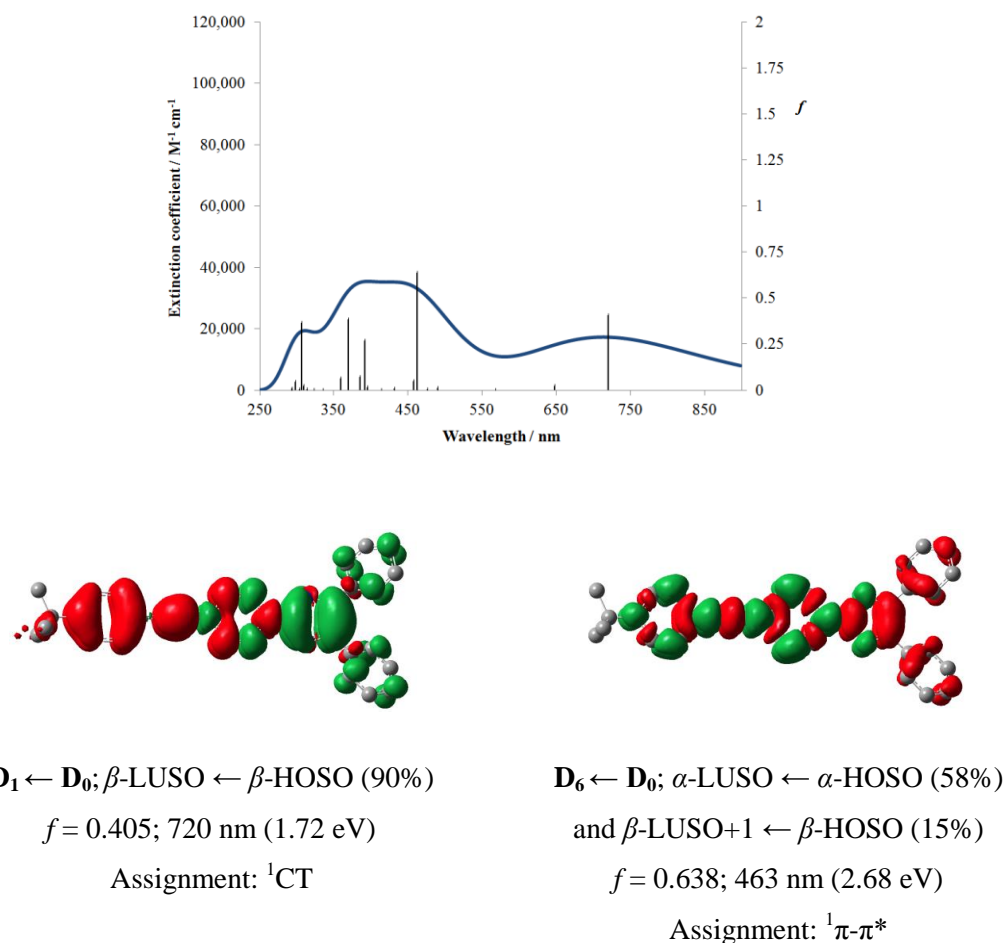 120,000
100,000
80,000
60,000
40,000
20,000
0
Extinction coefficient / M⁻¹ cm⁻¹
2
1.75
1.5
1.25
1
0.75
0.5
0.25
0
f
250 350 450 550 650 750 850
Wavelength / nm
D₁ ← D₀; β-LUSO ← β-HOSO (90%)
f = 0.405; 720 nm (1.72 eV)
Assignment: ¹CT
D₆ ← D₀; α-LUSO ← α-HOSO (58%)
and β-LUSO+1 ← β-HOSO (15%)
f = 0.638; 463 nm (2.68 eV)
Assignment: ¹π-π*